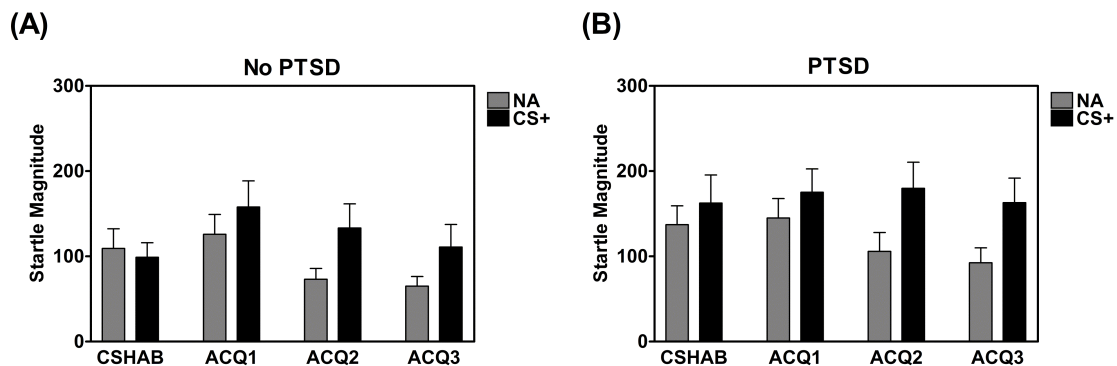 (A)
No PTSD
300
200
100
0
Startle Magnitude
CSHAB ACQ1 ACQ2 ACQ3
NA
CS+
(B)
PTSD
300
200
100
0
Startle Magnitude
CSHAB ACQ1 ACQ2 ACQ3
NA
CS+